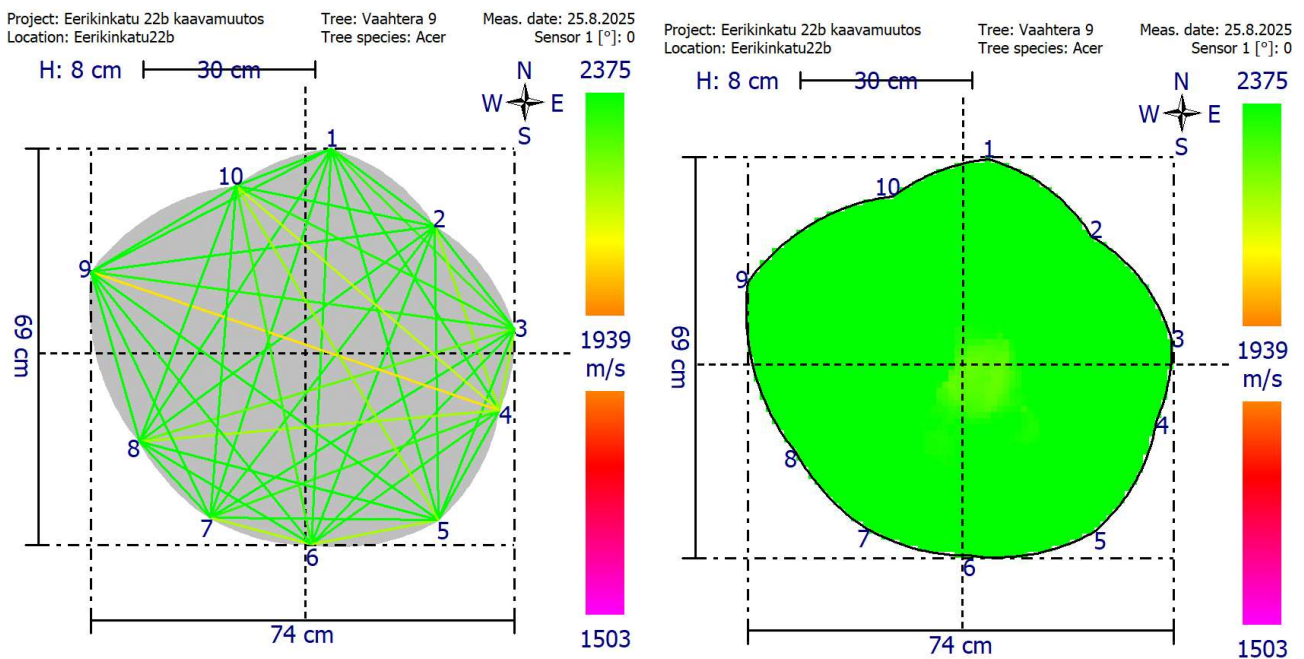 Project: Eerikinkatu 22b kaavamuutos Tree: Vaahtera 9 Meas. date: 25.8.2025
Location: Eerikinkatu22b Tree species: Acer Sensor 1 [°]: 0
H: 8 cm 30 cm N 2375
W E
S
1
10
2
9
3
69 cm
1939
m/s
4
8
7
5
6
74 cm
1503
Project: Eerikinkatu 22b kaavamuutos Tree: Vaahtera 9 Meas. date: 25.8.2025
Location: Eerikinkatu22b Tree species: Acer Sensor 1 [°]: 0
H: 8 cm 30 cm N 2375
W E
S
1
10
2
9
3
69 cm
1939
m/s
4
8
7
5
6
74 cm
1503